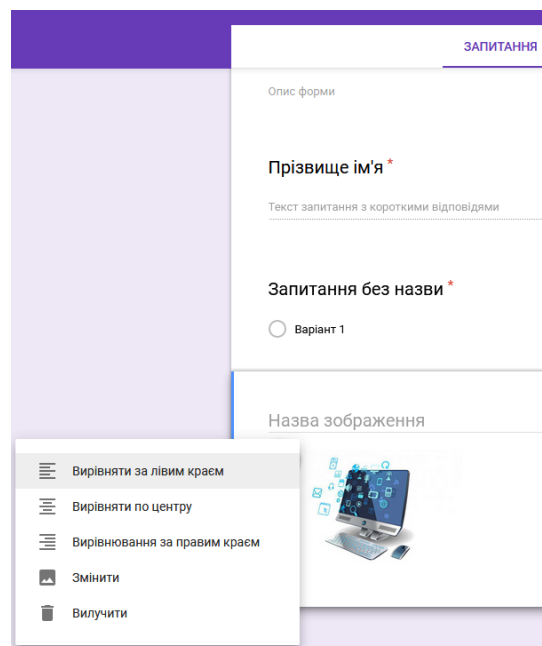 ЗАПИТАННЯ
Опис форми
Прізвище ім'я *
Текст запитання з короткими відповідями
Запитання без назви *
Варіант 1
Назва зображення
Вирівняти за лівим краєм
Вирівняти по центру
Вирівнювання за правим краєм
Змінити
Вилучити